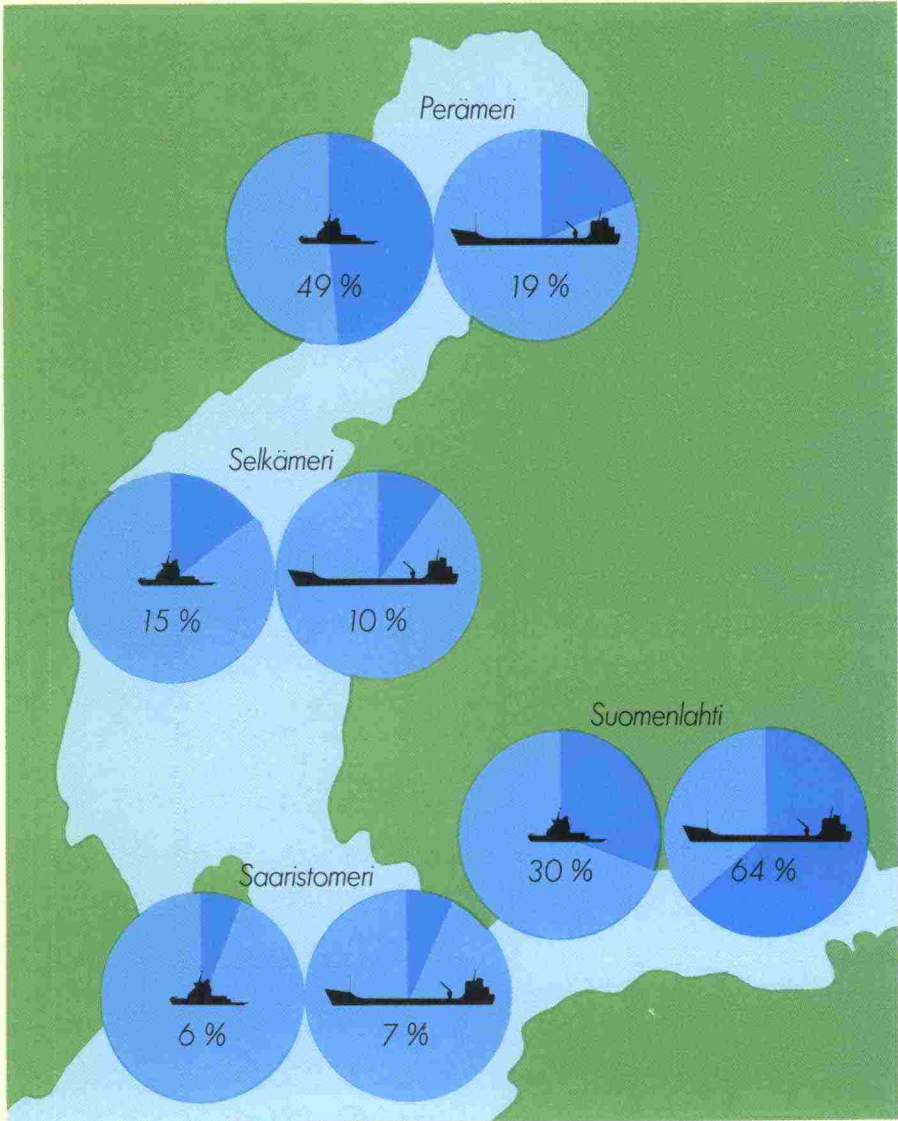 Perämeri
49 %
19 %
Selkämeri
15 %
10 %
Suomenlahti
30 %
64 %
Saaristomeri
6 %
7 %